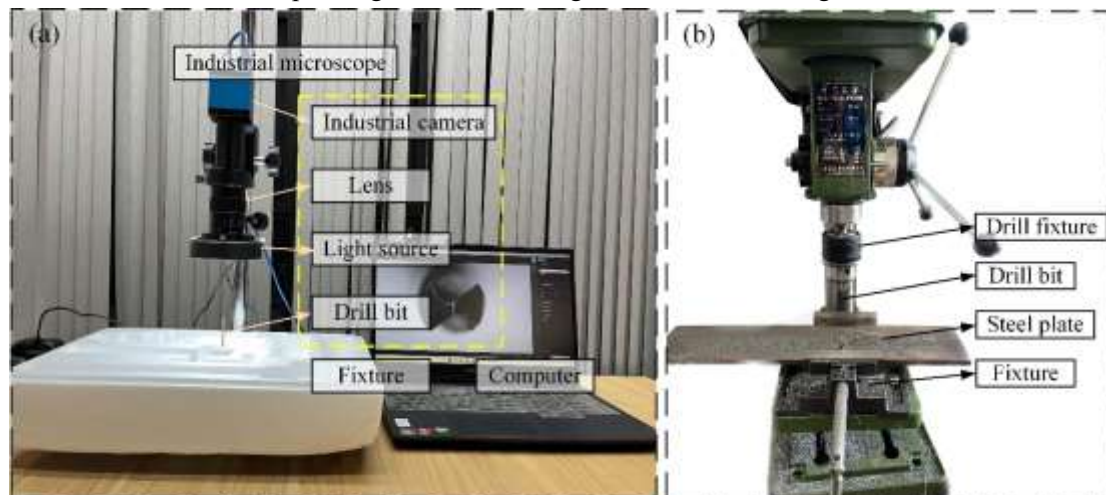 (a)
Industrial microscope
Industrial camera
Lens
Light source
Drill bit
Fixture
Computer
(b)
Drill fixture
Drill bit
Steel plate
Fixture